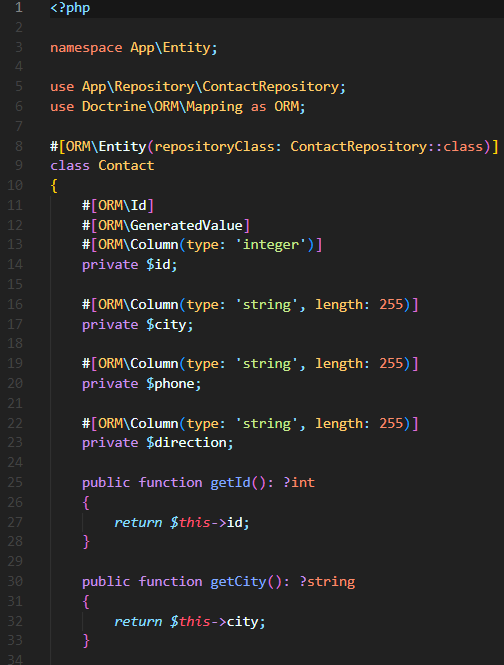 1 <?php
2
3 namespace App\Entity;
4
5 use App\Repository\ContactRepository;
6 use Doctrine\ORM\Mapping as ORM;
7
8 #[ORM\Entity(repositoryClass: ContactRepository::class)]
9 class Contact
10 {
11     #[ORM\Id]
12     #[ORM\GeneratedValue]
13     #[ORM\Column(type: 'integer')]
14     private $id;
15
16     #[ORM\Column(type: 'string', length: 255)]
17     private $city;
18
19     #[ORM\Column(type: 'string', length: 255)]
20     private $phone;
21
22     #[ORM\Column(type: 'string', length: 255)]
23     private $direction;
24
25     public function getId(): ?int
26     {
27         return $this->id;
28     }
29
30     public function getCity(): ?string
31     {
32         return $this->city;
33     }
34